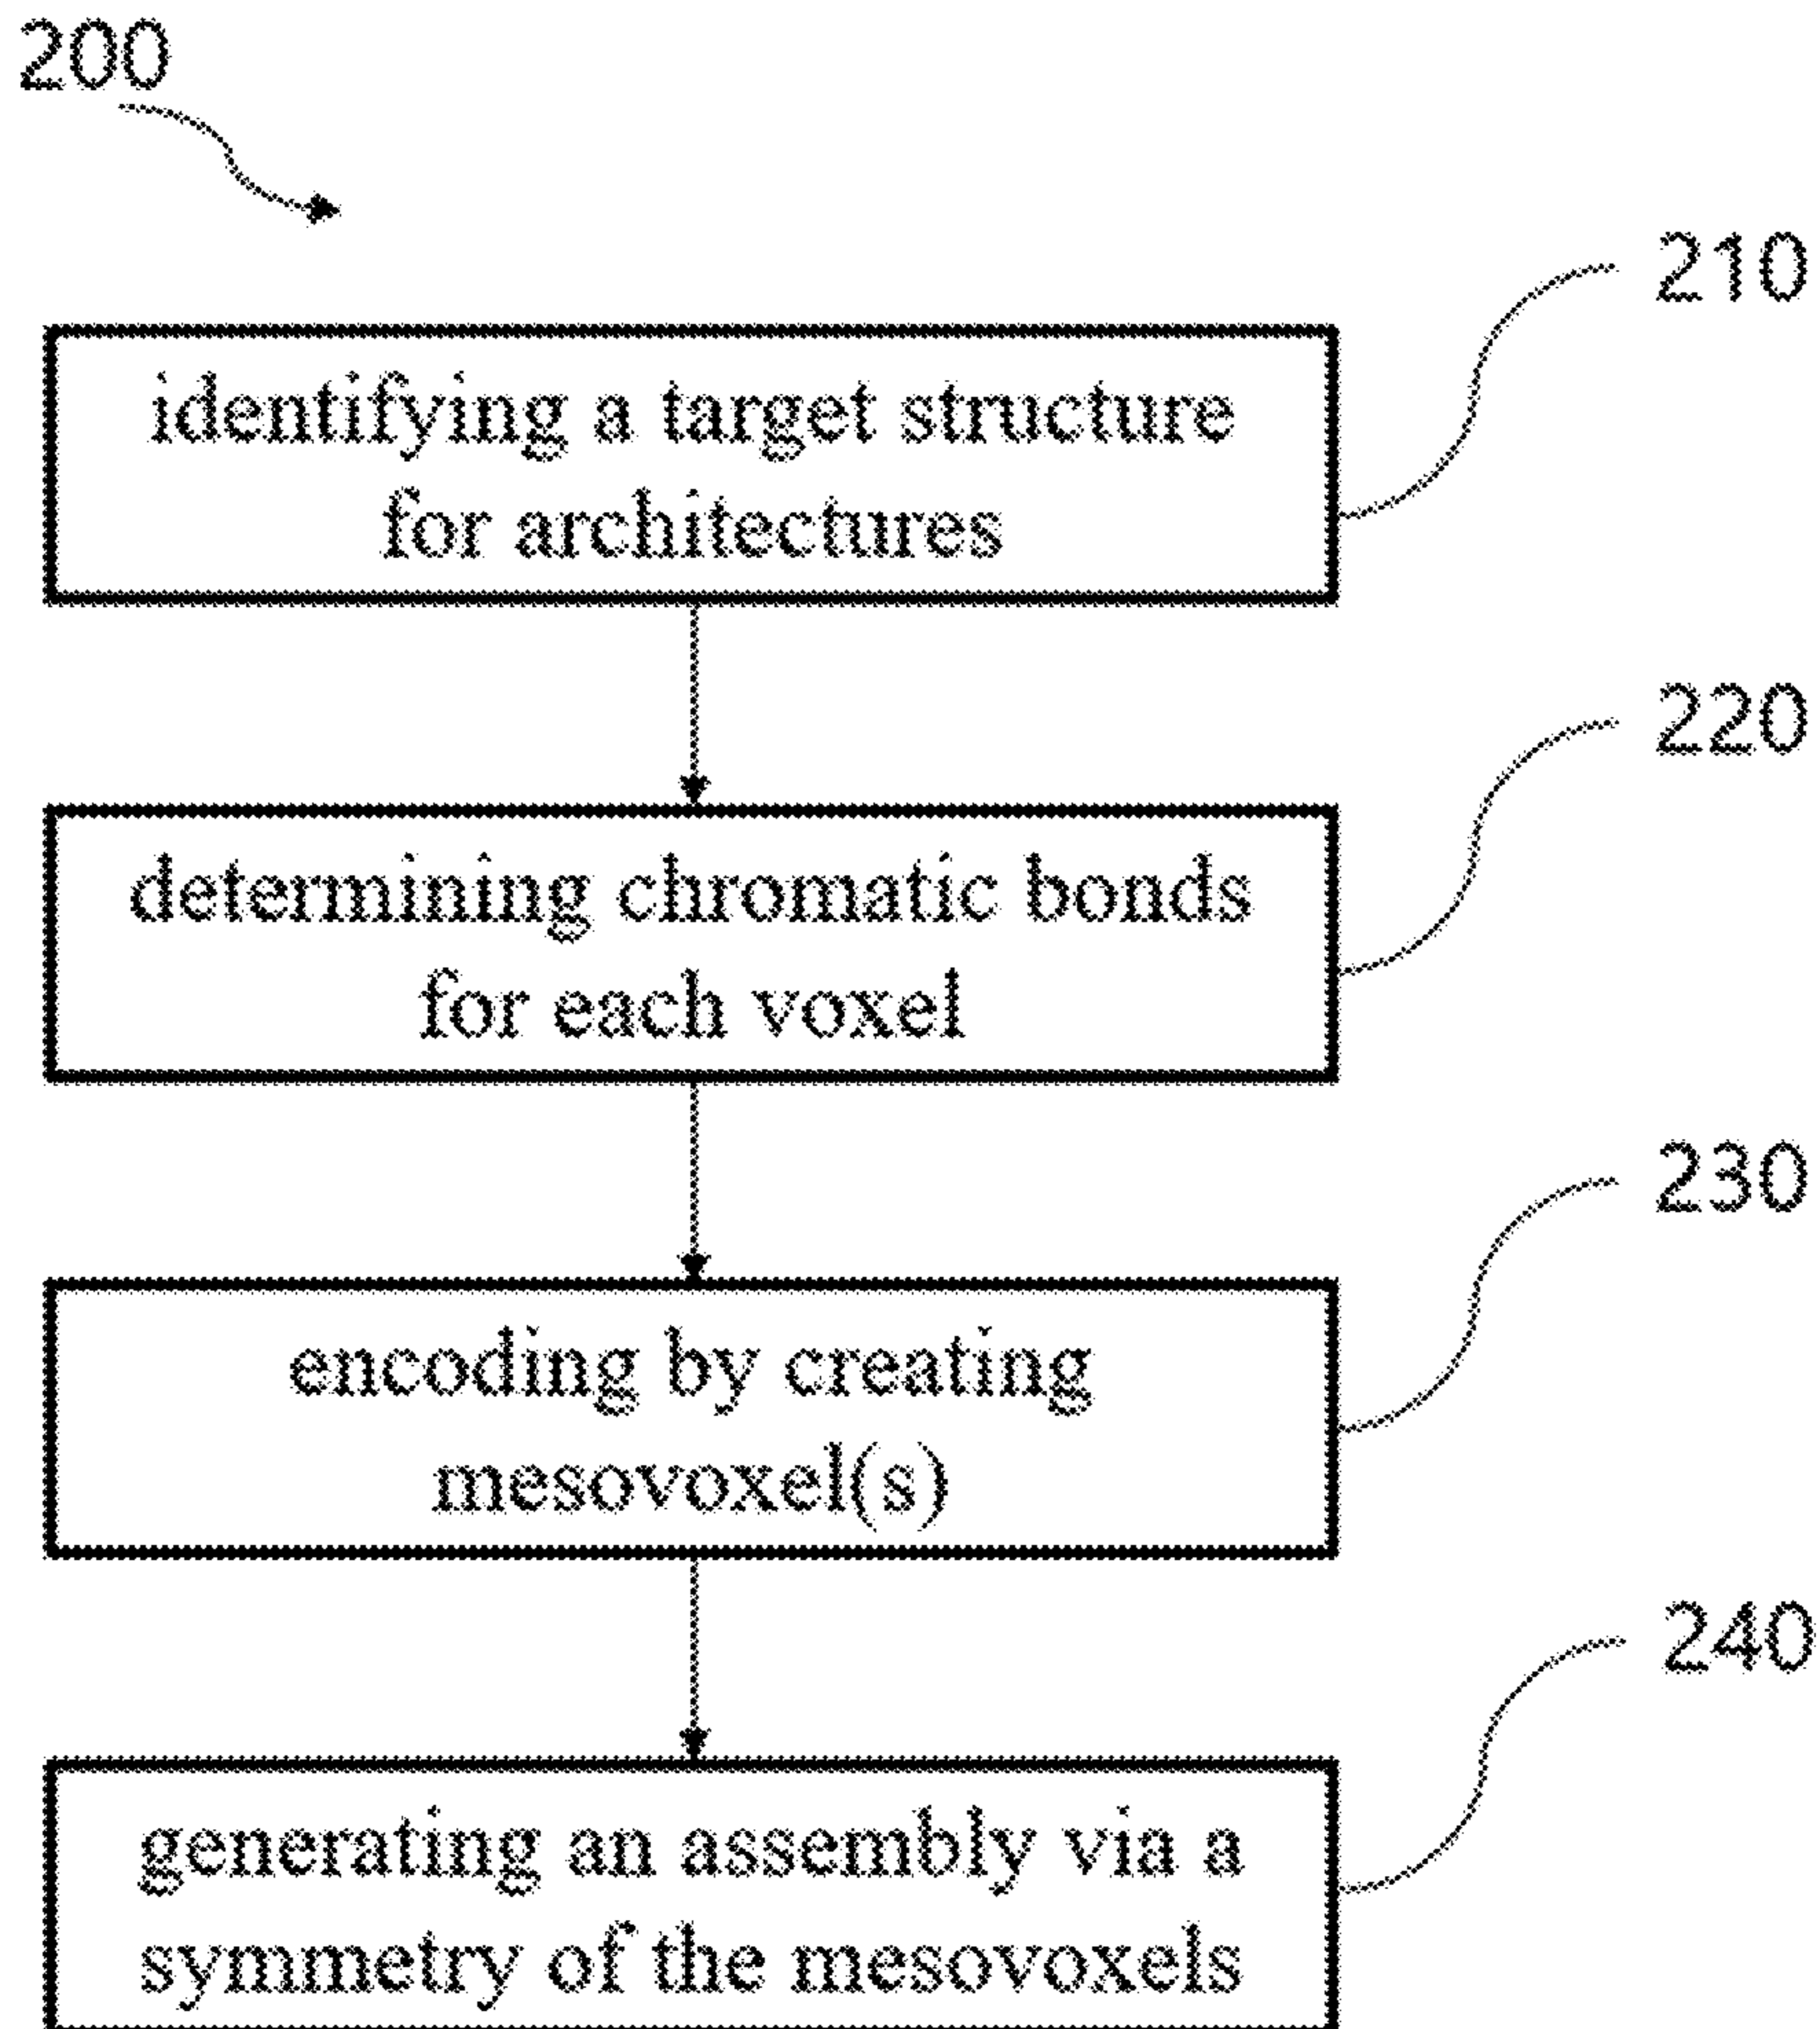 200
210
identifying a target structure
for architectures
220
determining chromatic bonds
for each voxel
230
encoding by creating
mesovoxel(s)
240
generating an assembly via a
symmetry of the mesovoxels